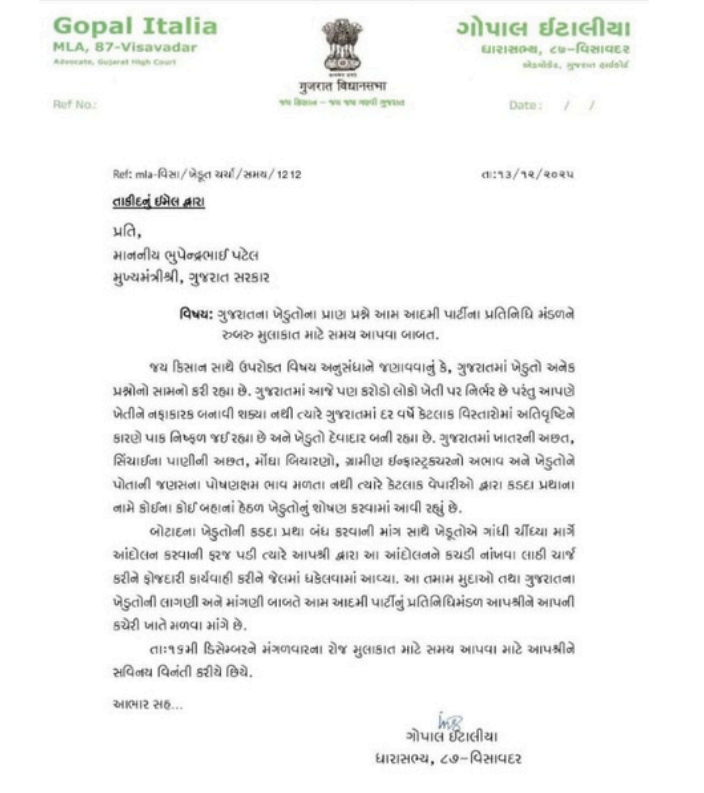 Gopal Italia
MLA, 87-Visavadar
Advocate, Gujarat High Court
ગોપાલ ઈટાલીયા
ધારાસભ્ય, ૮૭-વિસાવદર
એડવોકેટ, ગુજરાત હાઈકોર્ટ
ગુજરાત વિધાનસભા
જય કિસાન - જય જય ગરવી ગુજરાત
Ref No.:
Date: / /
Ref: mla-વિસા/ખેડૂત ચર્ચા/સમય/1212
તા:૧૩/૧૨/૨૦૨૫
તાકીદનું ઈમેલ દ્વારા
પ્રતિ,
માનનીય ભુપેન્દ્રભાઈ પટેલ
મુખ્યમંત્રીશ્રી, ગુજરાત સરકાર
વિષય: ગુજરાતના ખેડુતોના પ્રાણ પ્રશ્ને આમ આદમી પાર્ટીના પ્રતિનિધિ મંડળને
રુબરુ મુલાકાત માટે સમય આપવા બાબત.
જય કિસાન સાથે ઉપરોક્ત વિષય અનુસંધાને જણાવવાનું કે, ગુજરાતમાં ખેડુતો અનેક
પ્રશ્નોનો સામનો કરી રહ્યા છે. ગુજરાતમાં આજે પણ કરોડો લોકો ખેતી પર નિર્ભર છે પરંતુ આપણે
ખેતીને નફાકારક બનાવી શક્યા નથી ત્યારે ગુજરાતમાં દર વર્ષે કેટલાક વિસ્તારોમાં અતિવૃષ્ટિને
કારણે પાક નિષ્ફળ જઈ રહ્યા છે અને ખેડુતો દેવાદાર બની રહ્યા છે. ગુજરાતમાં ખાતરની અછત,
સિંચાઈના પાણીની અછત, મોંઘા બિચારણો, ગ્રામીણ ઈન્ફ્રાસ્ટ્રક્ચરનો અભાવ અને ખેડુતોને
પોતાની જણસના પોષણક્ષમ ભાવ મળતા નથી ત્યારે કેટલાક વેપારીઓ દ્વારા કડદા પ્રથાના
નામે કોઈના કોઈ બહાનાં હેઠળ ખેડુતોનું શોષણ કરવામાં આવી રહ્યું છે.
બોટાદના ખેડુતોની કડદા પ્રથા બંધ કરવાની માંગ સાથે ખેડૂતોએ ગાંધી ચીંધ્યા માર્ગે
આંદોલન કરવાની ફરજ પડી ત્યારે આપશ્રી દ્વારા આ આંદોલનને કચડી નાંખવા લાઠી ચાર્જ
કરીને ફોજદારી કાર્યવાહી કરીને જેલમાં ધકેલવામાં આવ્યા. આ તમામ મુદાઓ તથા ગુજરાતના
ખેડુતોની લાગણી અને માંગણી બાબતે આમ આદમી પાર્ટીનું પ્રતિનિધિમંડળ આપશ્રીને આપની
કચેરી ખાતે મળવા માંગે છે.
તા:૧૬મી ડિસેમ્બરને મંગળવારના રોજ મુલાકાત માટે સમય આપવા માટે આપશ્રીને
સવિનય વિનંતી કરીયે છિયે.
આભાર સહ...
ગોપાલ ઈટાલીયા
ધારાસભ્ય, ૮૭-વિસાવદર